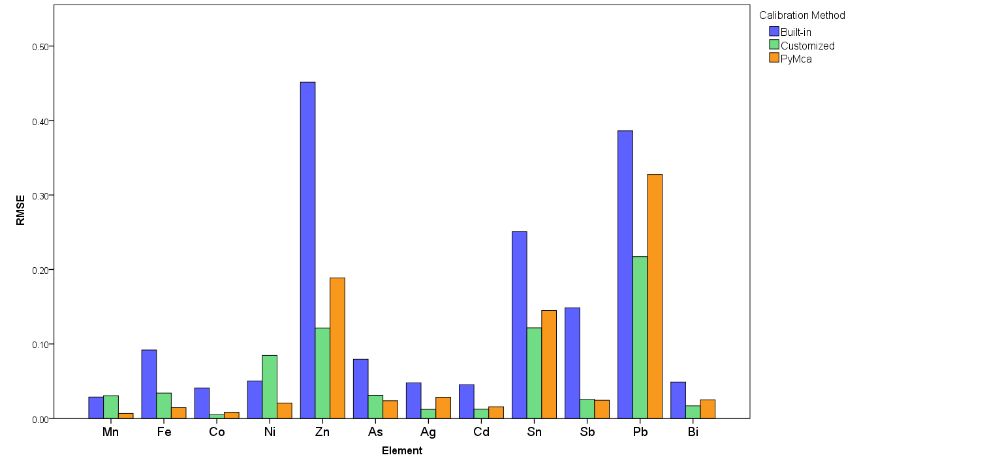 Calibration Method
Built-in
Customized
PyMca
0.50
0.40
0.30
0.20
0.10
0.00
RMSE
Mn Fe Co Ni Zn As Ag Cd Sn Sb Pb Bi
Element